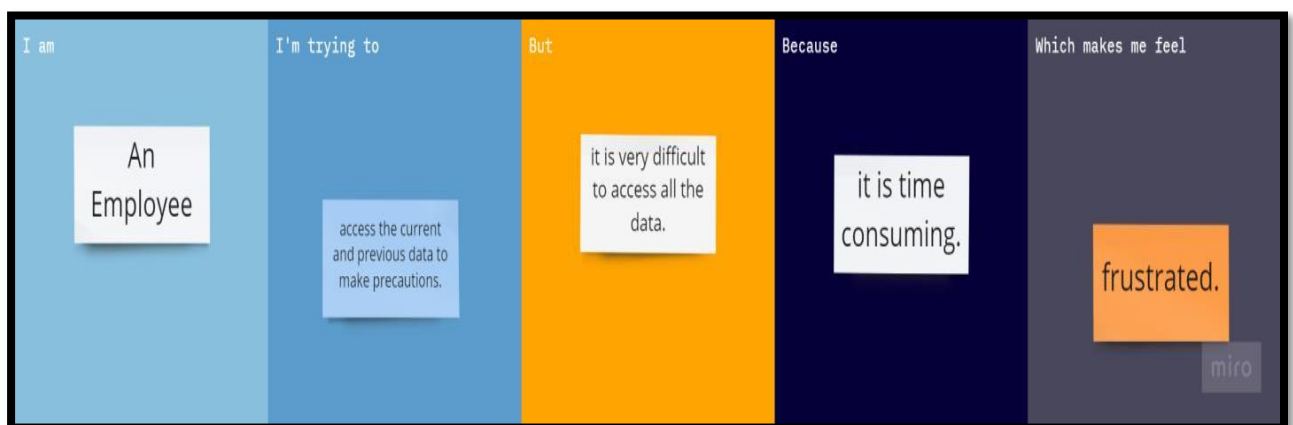 I am
An
Employee
I'm trying to
access the current
and previous data to
make precautions.
But
it is very difficult
to access all the
data.
Because
it is time
consuming.
Which makes me feel
frustrated.
miro